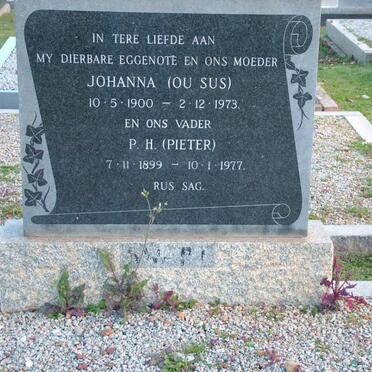 IN TERE LIEFDE AAN
MY DIERBARE EGGENOTE EN ONS MOEDER
JOHANNA (OU SUS)
10·5·1900 – 2·12·1973.
EN ONS VADER
P. H. (PIETER)
7·11·1899 – 10·1·1977.
RUS SAG.